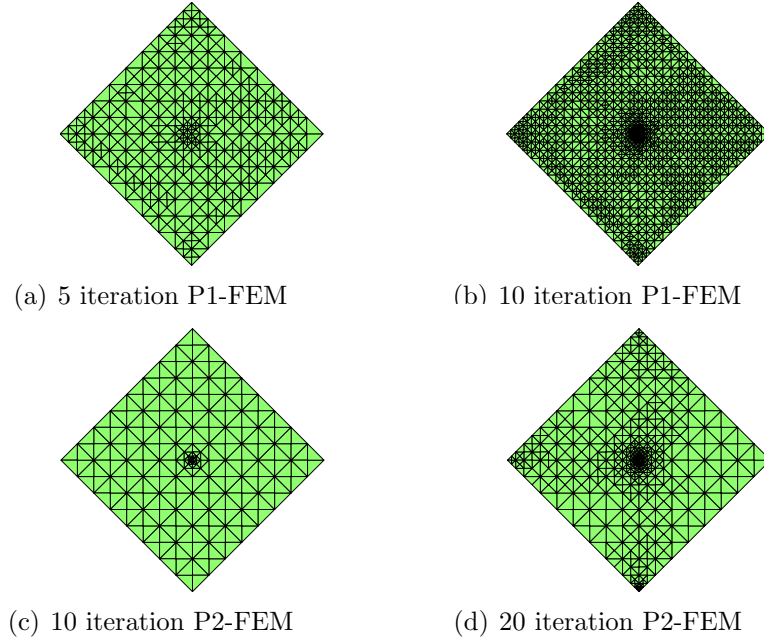 (a) 5 iteration P1-FEM
(b) 10 iteration P1-FEM
(c) 10 iteration P2-FEM
(d) 20 iteration P2-FEM